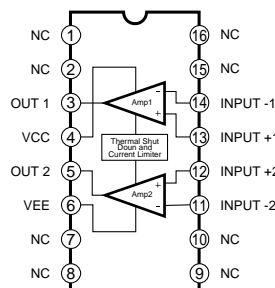 NC 1 16 NC
NC 2 15 NC
OUT 1 3 Amp1 - + 14 INPUT -1
VCC 4 13 INPUT +1
Thermal Shut
Doun and
Current Limiter
OUT 2 5 + 12 INPUT +2
VEE 6 Amp2 - 11 INPUT -2
NC 7 10 NC
NC 8 9 NC